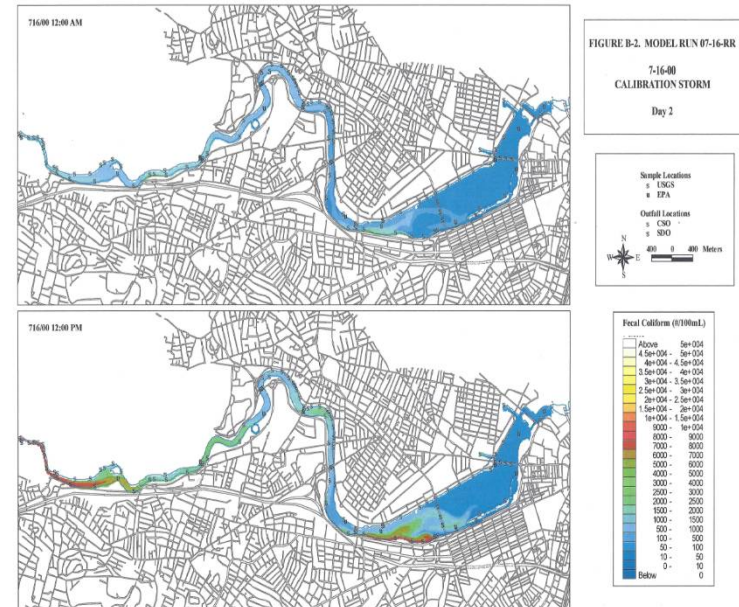 716/00 12:00 AM
716/00 12:00 PM
FIGURE B-2. MODEL RUN 07-16-RR
7-16-00
CALIBRATION STORM
Day 2
Sample Locations
s USGS
Outfall Locations
s CSO
s SDO
N
W E
S
400 0 400 Meters
Fecal Coliform (#/100mL)
Above 5e+004
4.5e+004 - 5e+004
4e+004 - 4.5e+004
3.5e+004 - 4e+004
3e+004 - 3.5e+004
2.5e+004 - 3e+004
2e+004 - 2.5e+004
1.5e+004 - 2e+004
1e+004 - 1.5e+004
9000 - 1e+004
8000 - 9000
7000 - 8000
6000 - 7000
5000 - 6000
4000 - 5000
3000 - 4000
2500 - 3000
2000 - 2500
1500 - 2000
1000 - 1500
500 - 1000
100 - 500
50 - 100
10 - 50
0 - 10
Below 0